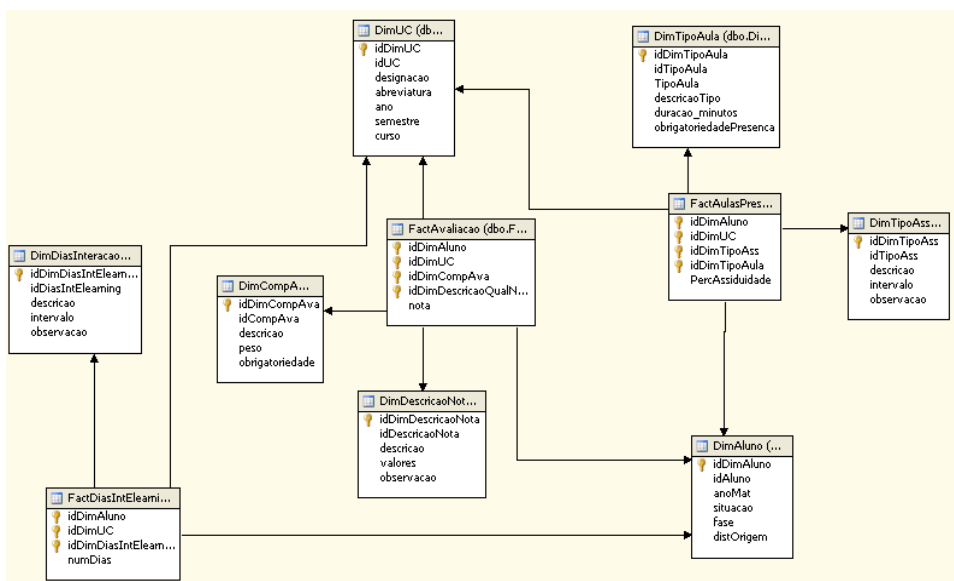 DimUC (db...
idDimUC
idUC
designacao
abreviatura
ano
semestre
curso
DimTipoAula (dbo.Di...
idDimTipoAula
idTipoAula
TipoAula
descricaoTipo
duracao_minutos
obrigatoriedadePresenca
FactAvaliacao (dbo.F...
idDimAluno
idDimUC
idDimCompAva
idDimDescricaoQualN...
nota
FactAulasPres...
idDimAluno
idDimUC
idDimTipoAss
idDimTipoAula
PercAssiduidade
DimTipoAss...
idDimTipoAss
idTipoAss
descricao
intervalo
observacao
DimDiasInteracao...
idDimDiasIntElearn...
idDiasIntElearning
descricao
intervalo
observacao
DimCompA...
idDimCompAva
idCompAva
descricao
peso
obrigatoriedade
DimDescricaoNot...
idDimDescricaoNota
idDescricaoNota
descricao
valores
observacao
DimAluno (...
idDimAluno
idAluno
anoMat
situacao
fase
distOrigem
FactDiasIntElearni...
idDimAluno
idDimUC
idDimDiasIntElearn...
numDias